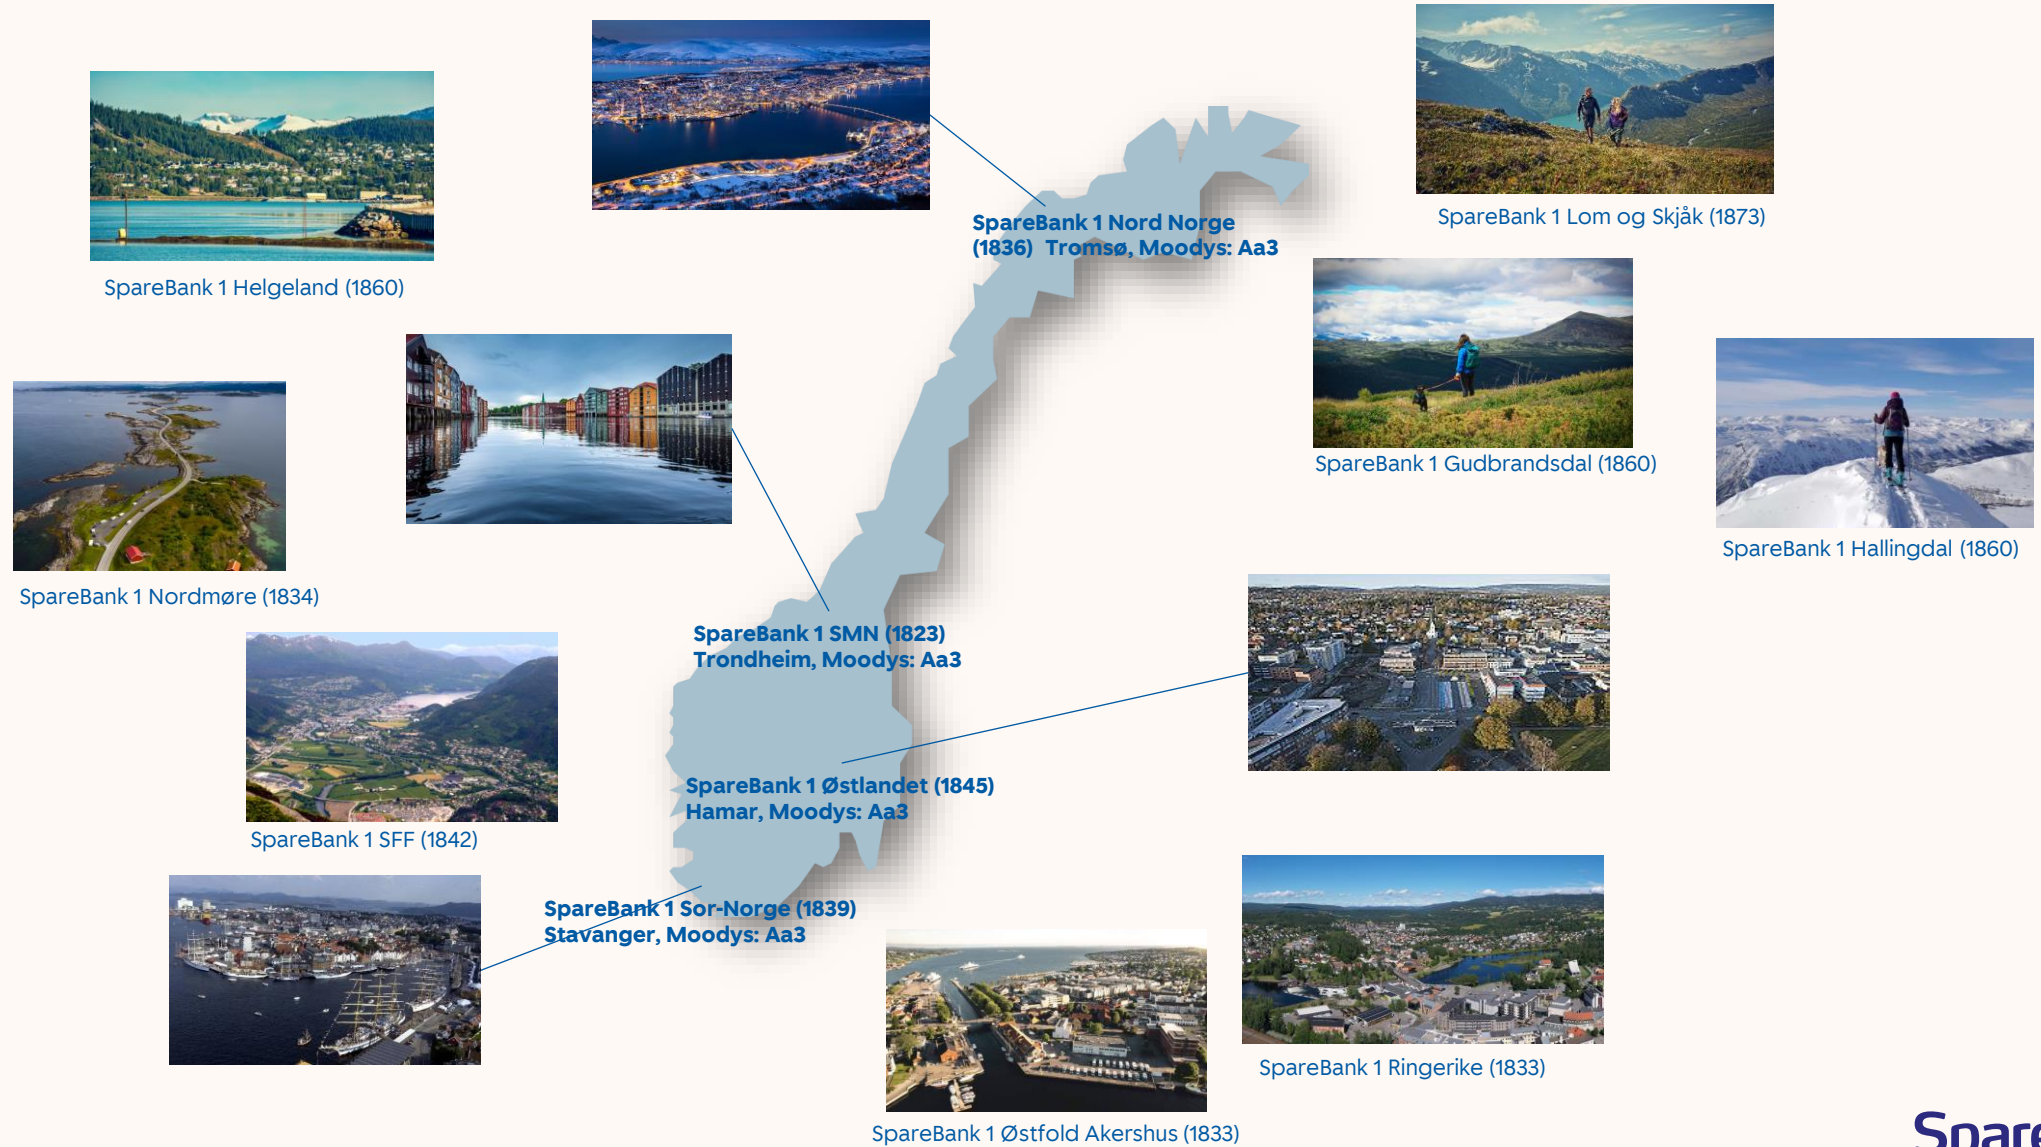 SpareBank 1 Nord Norge
(1836) Tromsø, Moodys: Aa3
SpareBank 1 Lom og Skjåk (1873)
SpareBank 1 Helgeland (1860)
SpareBank 1 Gudbrandsdal (1860)
SpareBank 1 Hallingdal (1860)
SpareBank 1 Nordmøre (1834)
SpareBank 1 SMN (1823)
Trondheim, Moodys: Aa3
SpareBank 1 Østlandet (1845)
Hamar, Moodys: Aa3
SpareBank 1 SFF (1842)
SpareBank 1 Sor-Norge (1839)
Stavanger, Moodys: Aa3
SpareBank 1 Ringerike (1833)
SpareBank 1 Østfold Akershus (1833)
Spare